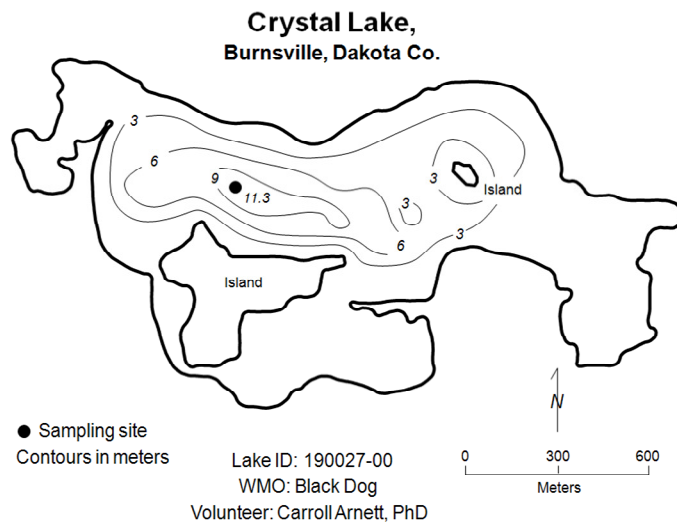 Crystal Lake,
Burnsville, Dakota Co.
3
6
9
11.3
3
3
Island
6
3
Island
N
● Sampling site
Contours in meters
Lake ID: 190027-00
WMO: Black Dog
Volunteer: Carroll Arnett, PhD
0 300 600
Meters